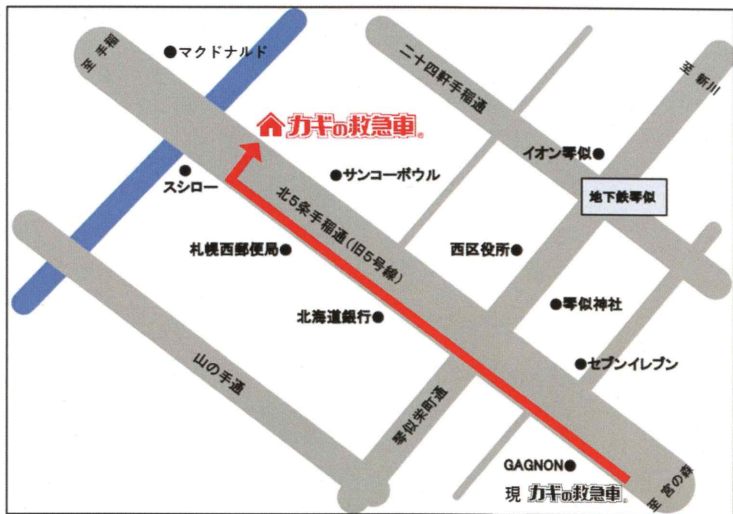 至 手稲
●マクドナルド
二十四軒手稲通
至 新川
カギの救急車®
イオン琴似●
スシロー
●サンコーボウル
地下鉄琴似
北5条手稲通(旧5号線)
札幌西郵便局●
西区役所●
北海道銀行●
●琴似神社
山の手通
●セブンイレブン
琴似栄町通
GAGNON●
現 カギの救急車®
至 宮の森